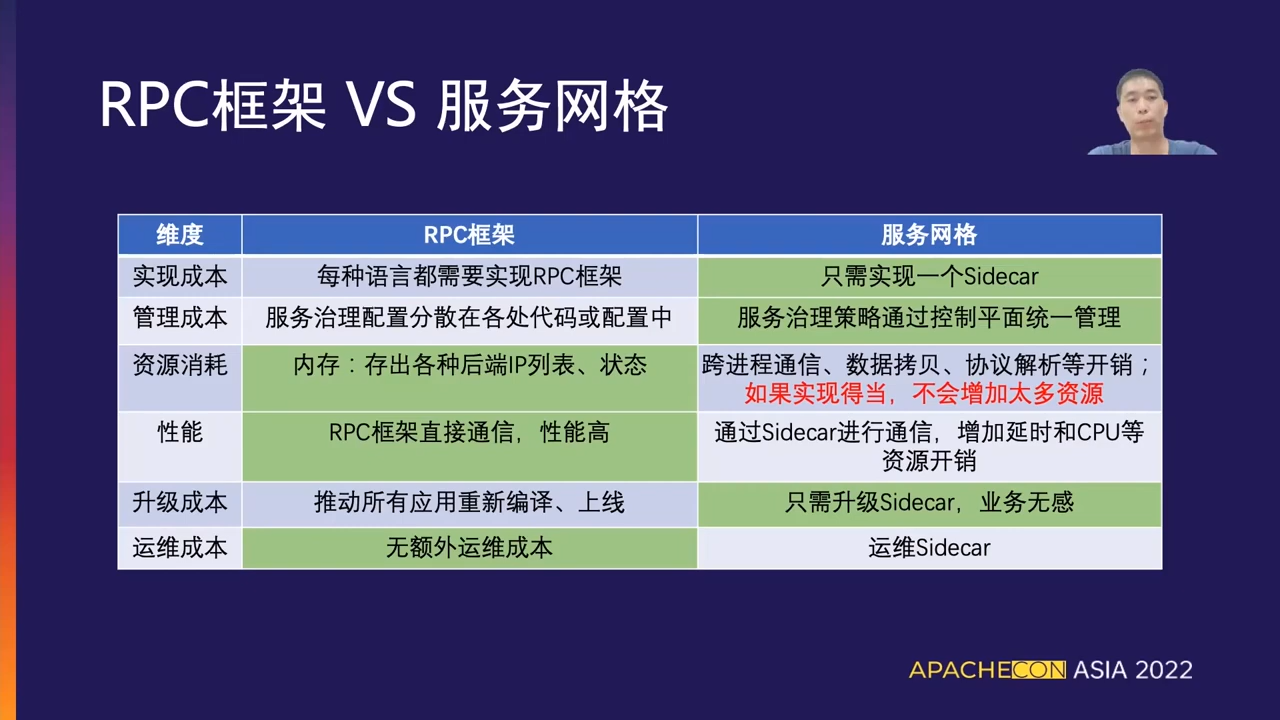 RPC框架 VS 服务网格
维度
RPC框架
服务网格
实现成本
每种语言都需要实现RPC框架
只需实现一个Sidecar
管理成本
服务治理配置分散在各处代码或配置中
服务治理策略通过控制平面统一管理
资源消耗
内存：存出各种后端IP列表、状态
跨进程通信、数据拷贝、协议解析等开销；
如果实现得当，不会增加太多资源
性能
RPC框架直接通信，性能高
通过Sidecar进行通信，增加延时和CPU等
资源开销
升级成本
推动所有应用重新编译、上线
只需升级Sidecar，业务无感
运维成本
无额外运维成本
运维Sidecar
APACHECON ASIA 2022